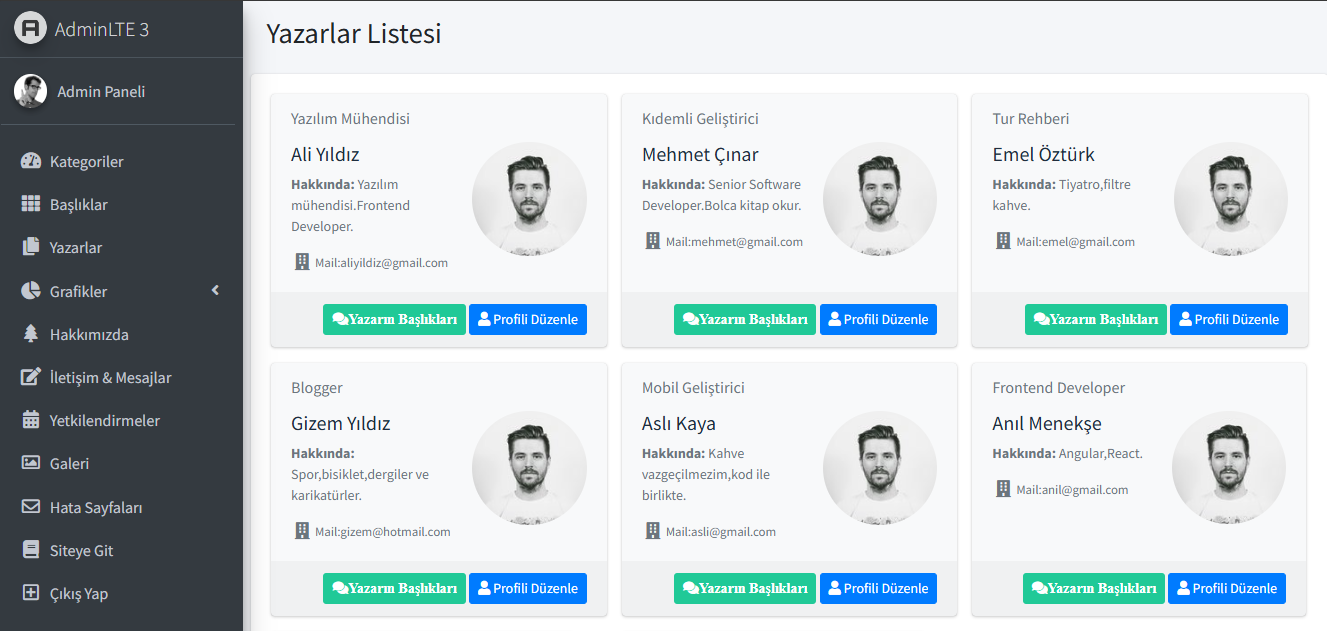 AdminLTE 3
Admin Paneli
Kategoriler
Başlıklar
Yazarlar
Grafikler
Hakkımızda
İletişim & Mesajlar
Yetkilendirmeler
Galeri
Hata Sayfaları
Siteye Git
Çıkış Yap
Yazarlar Listesi
Yazılım Mühendisi
Ali Yıldız
Hakkında: Yazılım
mühendisi.Frontend
Developer.
Mail:aliyildiz@gmail.com
Yazarın Başlıkları
Profili Düzenle
Kıdemli Geliştirici
Mehmet Çınar
Hakkında: Senior Software
Developer.Bolca kitap okur.
Mail:mehmet@gmail.com
Yazarın Başlıkları
Profili Düzenle
Tur Rehberi
Emel Öztürk
Hakkında: Tiyatro,filtre
kahve.
Mail:emel@gmail.com
Yazarın Başlıkları
Profili Düzenle
Blogger
Gizem Yıldız
Hakkında:
Spor,bisiklet,dergiler ve
karikatürler.
Mail:gizem@hotmail.com
Yazarın Başlıkları
Profili Düzenle
Mobil Geliştirici
Aslı Kaya
Hakkında: Kahve
vazgeçilmezim,kod ile
birlikte.
Mail:asli@gmail.com
Yazarın Başlıkları
Profili Düzenle
Frontend Developer
Anıl Menekşe
Hakkında: Angular,React.
Mail:anil@gmail.com
Yazarın Başlıkları
Profili Düzenle